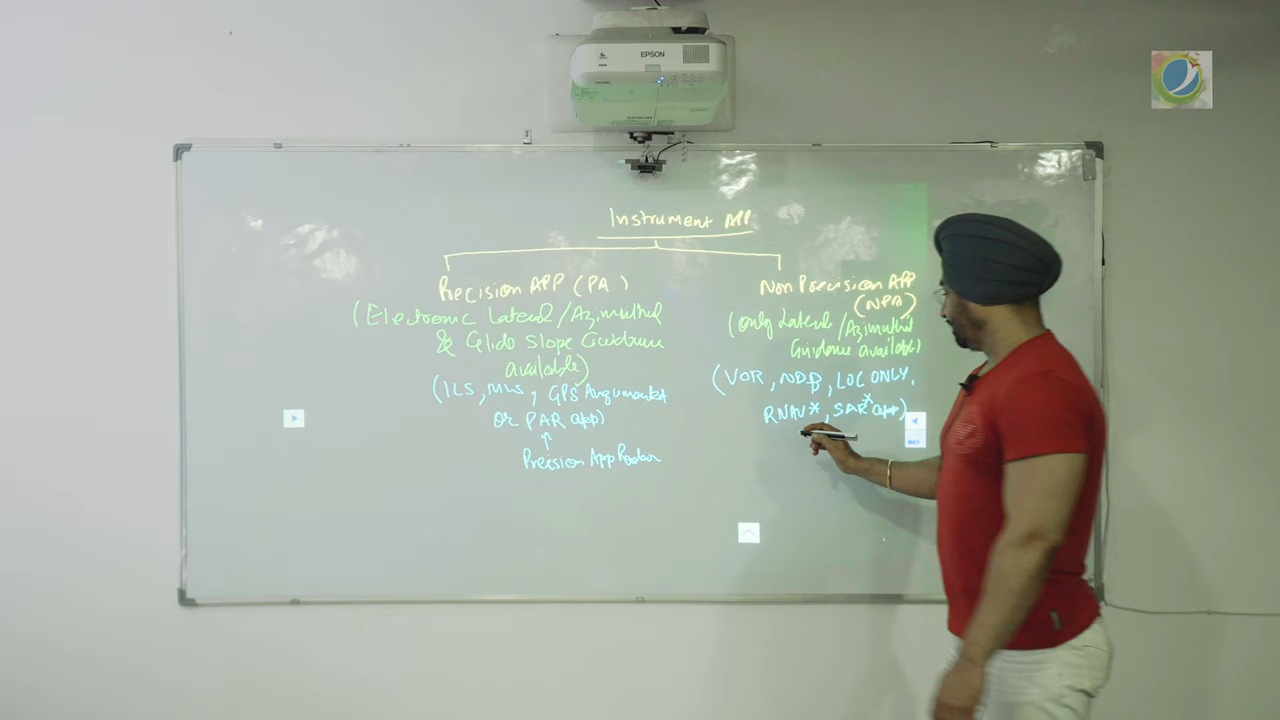 EPSON
Instrument APP
Precision APP (PA)
(Electronic Lateral/Azimuthal
& Glide Slope Guidance
available)
(ILS, MLS, GPS Argumented
or PAR app)
Precision App Radar
Non Precision APP
(NPA)
(Only Lateral/Azimuthal
Guidance available)
(VOR, NDB, LOC ONLY,
RNAV*, SAR* app)